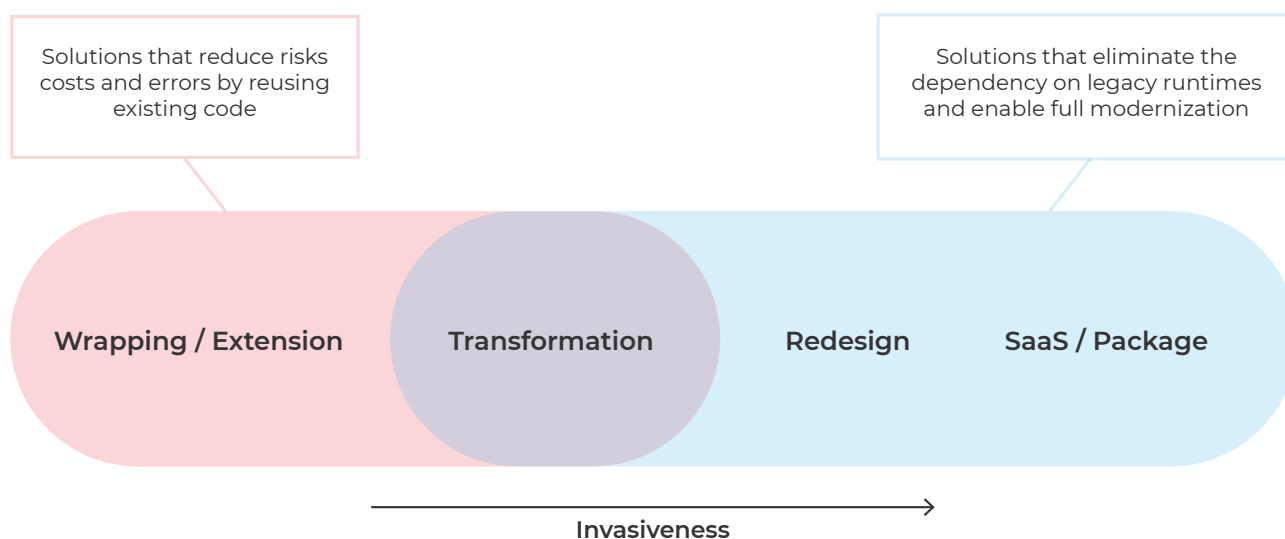 Solutions that reduce risks
costs and errors by reusing
existing code
Solutions that eliminate the
dependency on legacy runtimes
and enable full modernization
Wrapping / Extension
Transformation
Redesign
SaaS / Package
Invasiveness